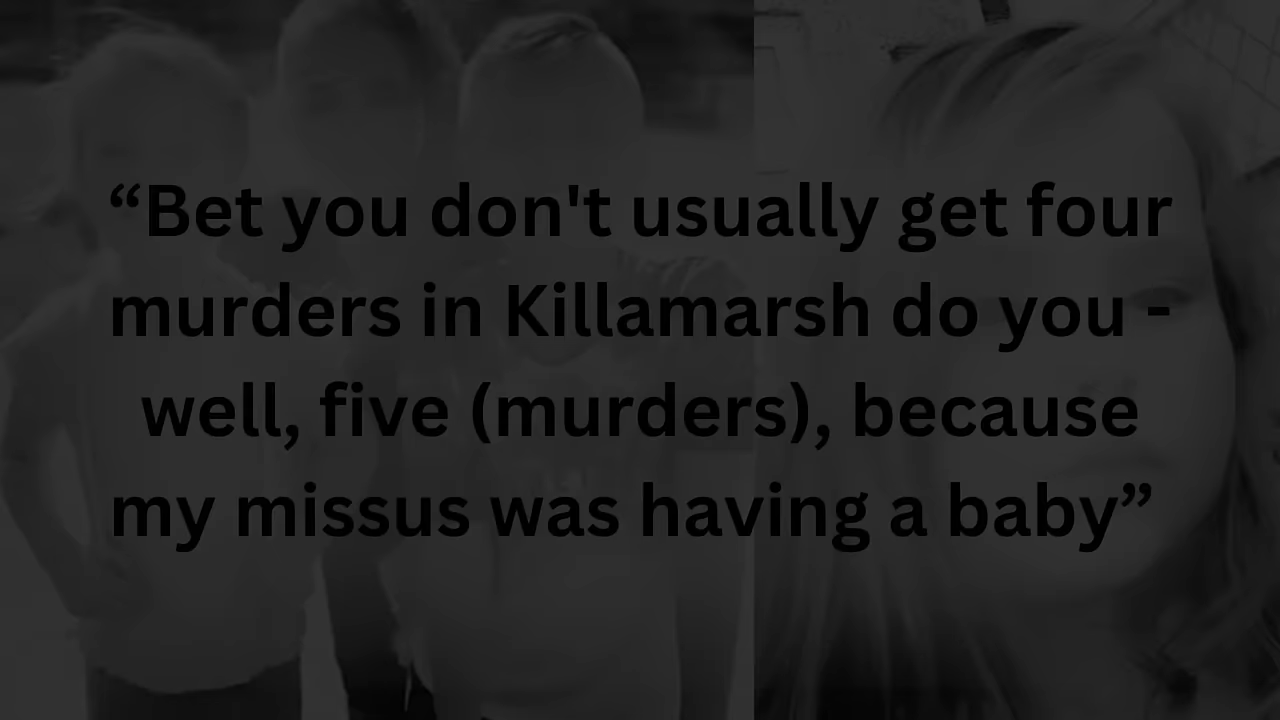 “Bet you don't usually get four
murders in Killamarsh do you -
well, five (murders), because
my missus was having a baby”